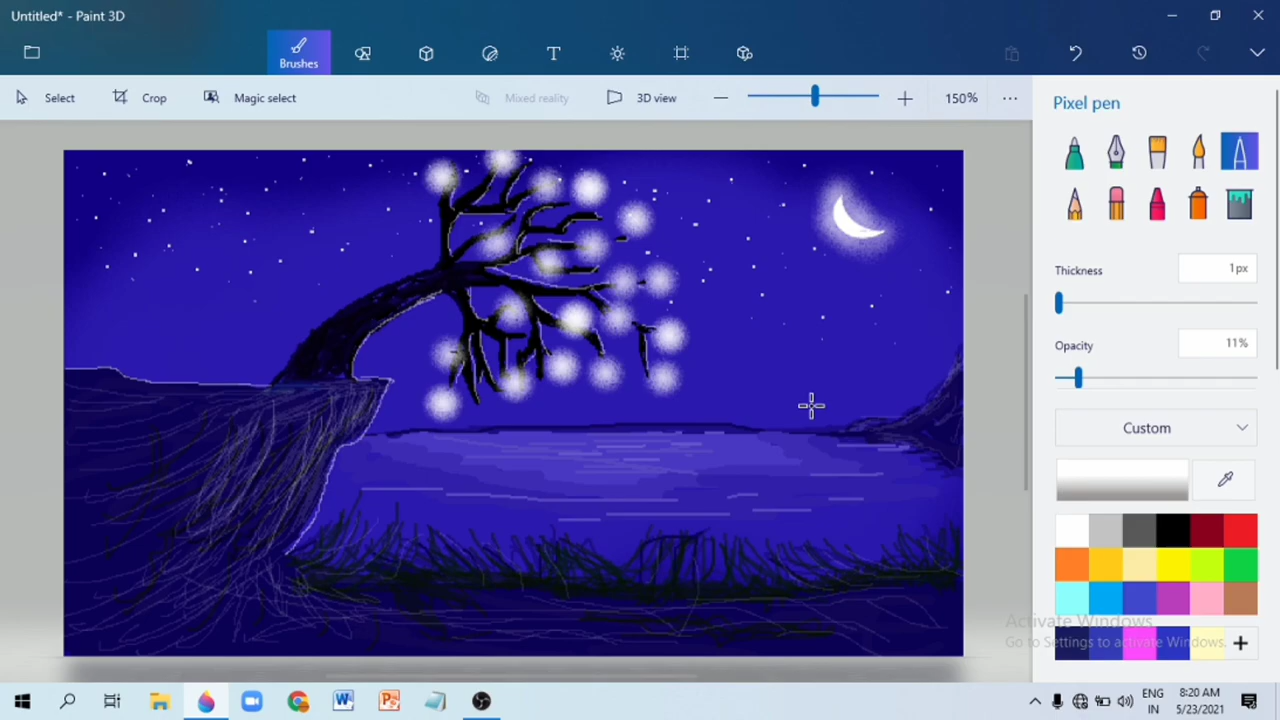 Untitled* - Paint 3D
Brushes
Select
Crop
Magic select
Mixed reality
3D view
150%
Pixel pen
Thickness
1px
Opacity
11%
Custom
Activate Windows
Go to Settings to activate Windows.
ENG
IN
8:20 AM
5/23/2021